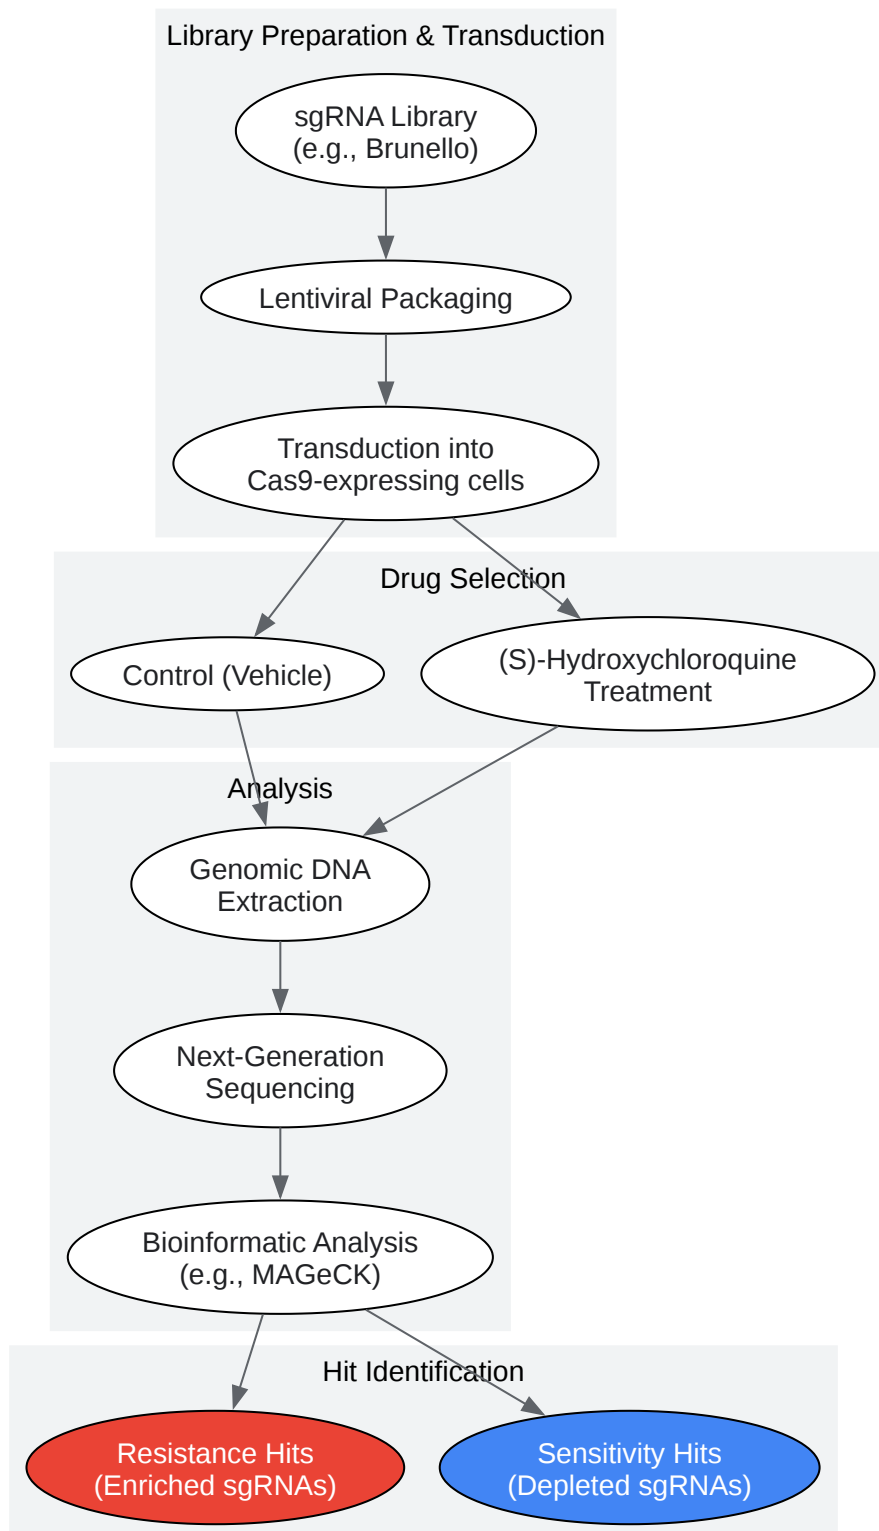 Library Preparation & Transduction
sgRNA Library
(e.g., Brunello)
Lentiviral Packaging
Transduction into
Cas9-expressing cells
Drug Selection
Control (Vehicle)
(S)-Hydroxychloroquine
Treatment
Analysis
Genomic DNA
Extraction
Next-Generation
Sequencing
Bioinformatic Analysis
(e.g., MAGeCK)
Hit Identification
Resistance Hits
(Enriched sgRNAs)
Sensitivity Hits
(Depleted sgRNAs)